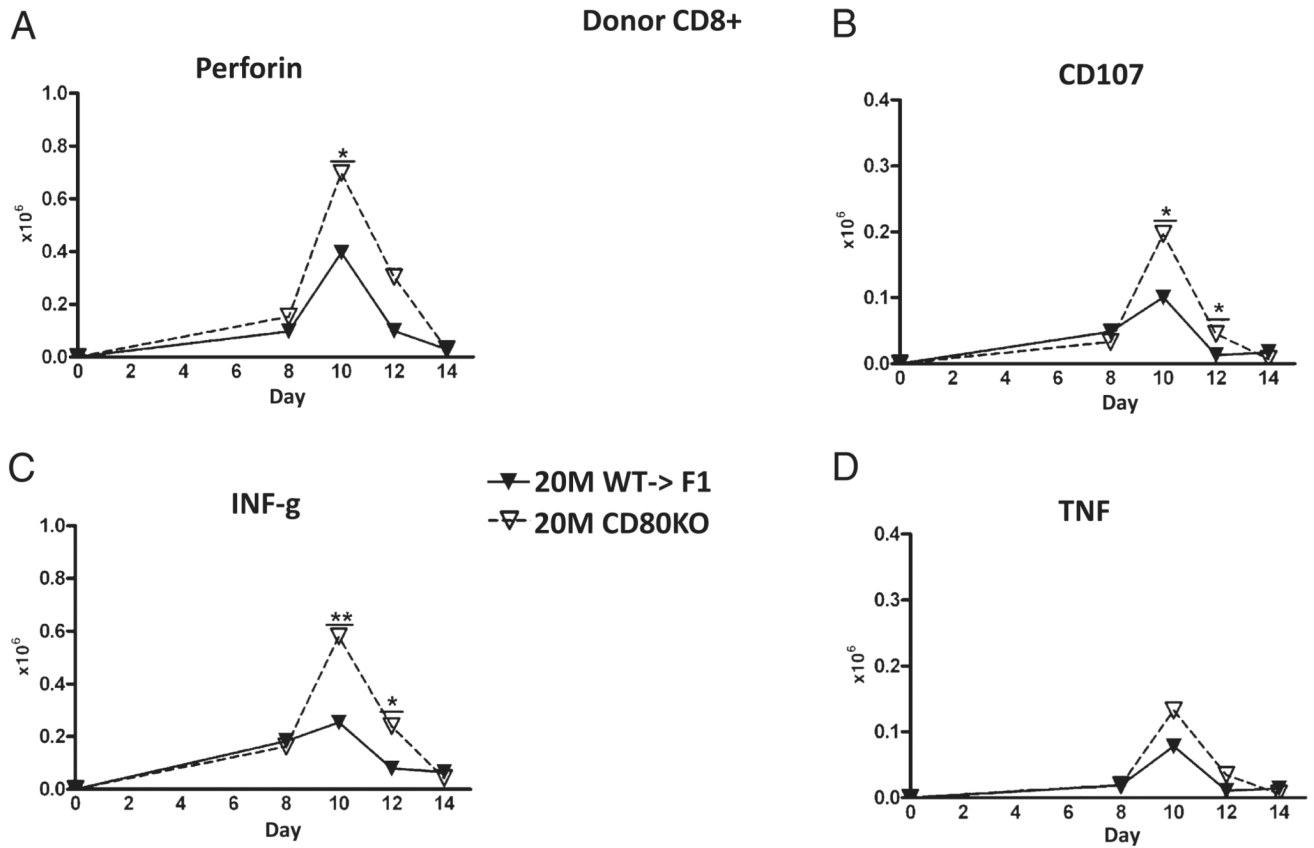 A
Donor CD8+
B
Perforin
CD107
1.0
0.8
0.6
0.4
0.2
0.0
x10⁶
*
0 2 4 6 8 10 12 14
Day
0.4
0.3
0.2
0.1
0.0
x10⁶
*
*
0 2 4 6 8 10 12 14
Day
C
D
INF-g
20M WT-> F1
20M CD80KO
TNF
1.0
0.8
0.6
0.4
0.2
0.0
x10⁶
**
*
0 2 4 6 8 10 12 14
Day
0.4
0.3
0.2
0.1
0.0
x10⁶
0 2 4 6 8 10 12 14
Day